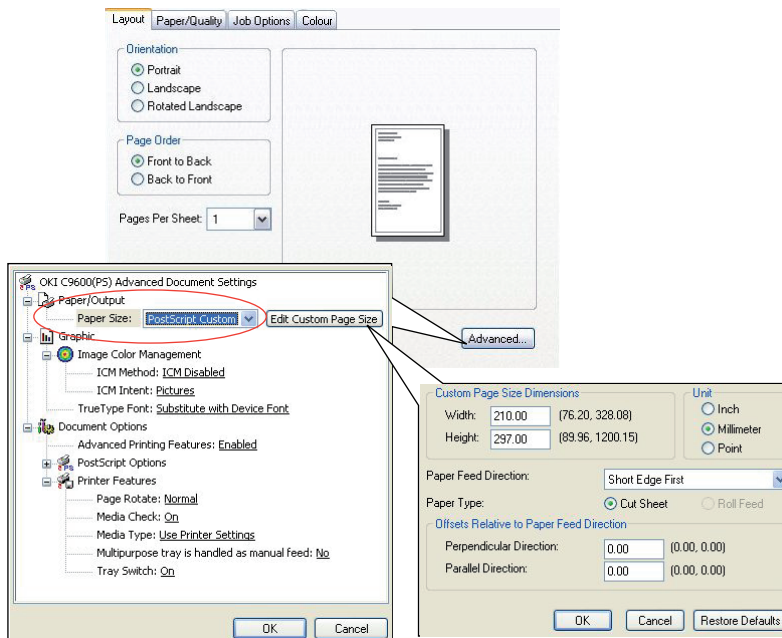 Layout Paper/Quality Job Options Colour
Orientation
Portrait
Landscape
Rotated Landscape
Page Order
Front to Back
Back to Front
Pages Per Sheet: 1
Advanced...
OKI C9600(PS) Advanced Document Settings
Paper/Output
Paper Size: PostScript Custom Edit Custom Page Size
Graphic
Image Color Management
ICM Method: ICM Disabled
ICM Intent: Pictures
TrueType Font: Substitute with Device Font
Document Options
Advanced Printing Features: Enabled
PostScript Options
Printer Features
Page Rotate: Normal
Media Check: On
Media Type: Use Printer Settings
Multipurpose tray is handled as manual feed: No
Tray Switch: On
OK Cancel
Custom Page Size Dimensions
Width: 210.00 (76.20, 328.08)
Height: 297.00 (89.96, 1200.15)
Unit
Inch
Millimeter
Point
Paper Feed Direction: Short Edge First
Paper Type: Cut Sheet Roll Feed
Offsets Relative to Paper Feed Direction
Perpendicular Direction: 0.00 (0.00, 0.00)
Parallel Direction: 0.00 (0.00, 0.00)
OK Cancel Restore Defaults